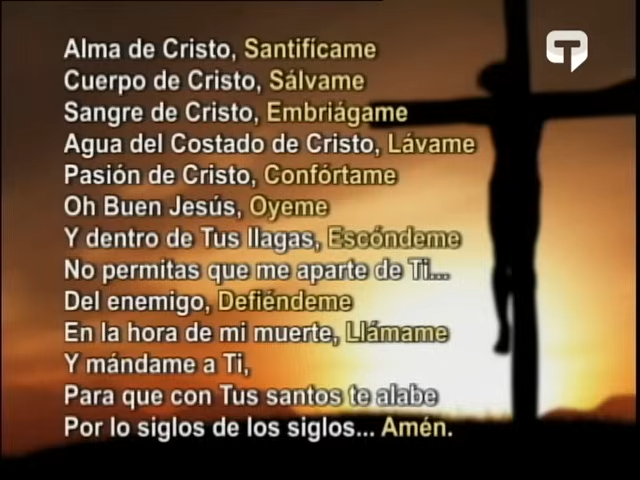 Alma de Cristo, Santifícame
Cuerpo de Cristo, Sálvame
Sangre de Cristo, Embriágame
Agua del Costado de Cristo, Lávame
Pasión de Cristo, Confórtame
Oh Buen Jesús, Oyeme
Y dentro de Tus llagas, Escóndeme
No permitas que me aparte de Ti...
Del enemigo, Defiéndeme
En la hora de mi muerte, Llámame
Y mándame a Ti,
Para que con Tus santos te alabe
Por lo siglos de los siglos... Amén.